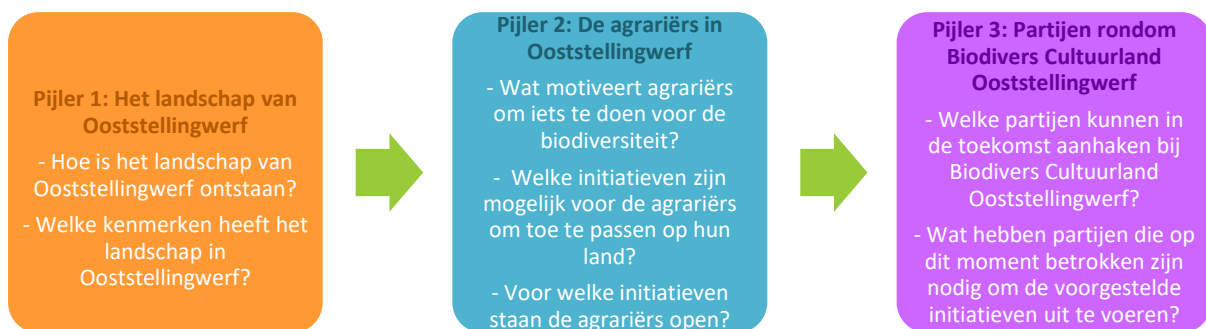 Pijler 1: Het landschap van
Ooststellingwerf
- Hoe is het landschap van
Ooststellingwerf ontstaan?
- Welke kenmerken heeft het
landschap in
Ooststellingwerf?
Pijler 2: De agrariërs in
Ooststellingwerf
- Wat motiveert agrariërs
om iets te doen voor de
biodiversiteit?
- Welke initiatieven zijn
mogelijk voor de agrariërs
om toe te passen op hun
land?
- Voor welke initiatieven
staan de agrariërs open?
Pijler 3: Partijen rondom
Biodivers Cultuurland
Ooststellingwerf
- Welke partijen kunnen in
de toekomst aanhaken bij
Biodivers Cultuurland
Ooststellingwerf?
- Wat hebben partijen die op
dit moment betrokken zijn
nodig om de voorgestelde
initiatieven uit te voeren?